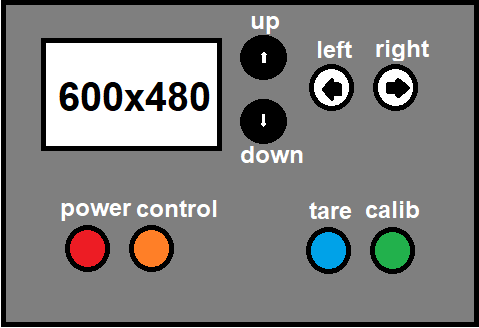 up
left right
600x480
down
power control
tare calib